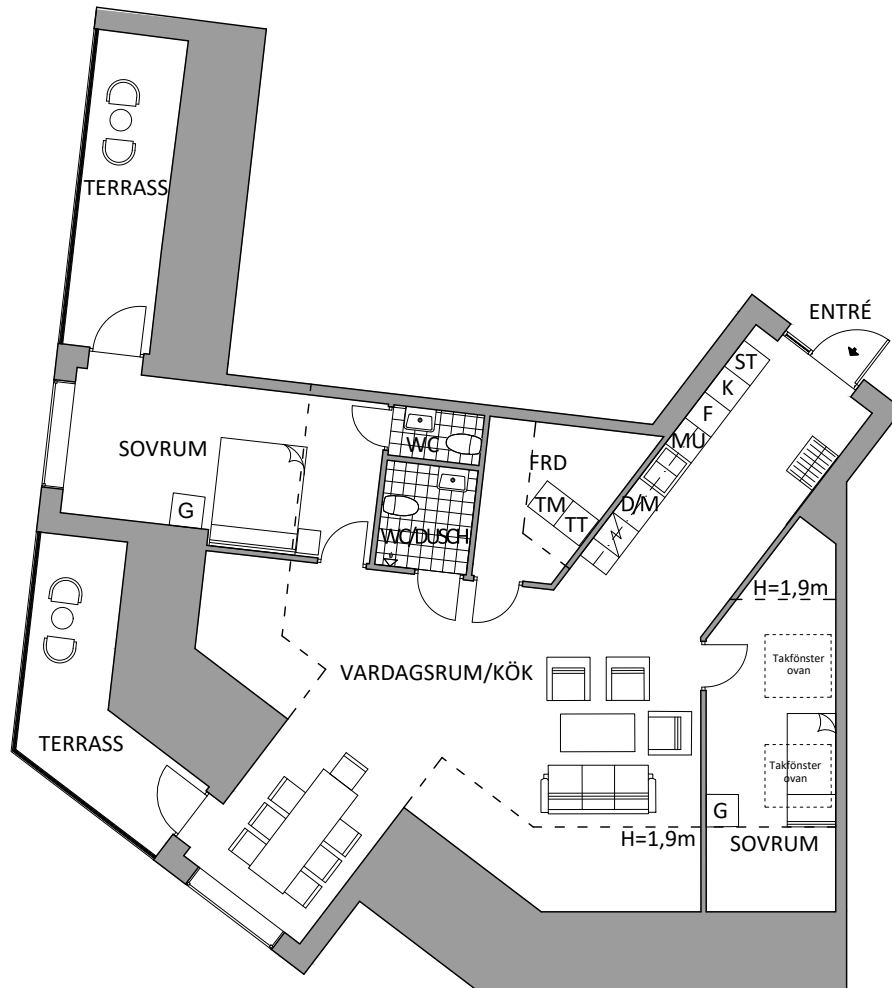 TERRASS
ENTRÉ
ST
K
F
MU
SOVRUM
WC
FRD
TM
TT
D/M
G
WC/DUSCH
H=1,9m
VARDAGSRUM/KÖK
Takfönster
ovan
TERRASS
Takfönster
ovan
G
H=1,9m
SOVRUM